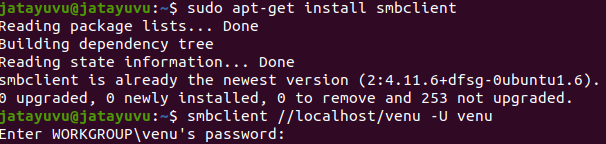 jatayuvu@jatayuvu:~$ sudo apt-get install smbclient
Reading package lists... Done
Building dependency tree
Reading state information... Done
smbclient is already the newest version (2:4.11.6+dfsg-0ubuntu1.6).
0 upgraded, 0 newly installed, 0 to remove and 253 not upgraded.
jatayuvu@jatayuvu:~$ smbclient //localhost/venu -U venu
Enter WORKGROUP\venu's password: